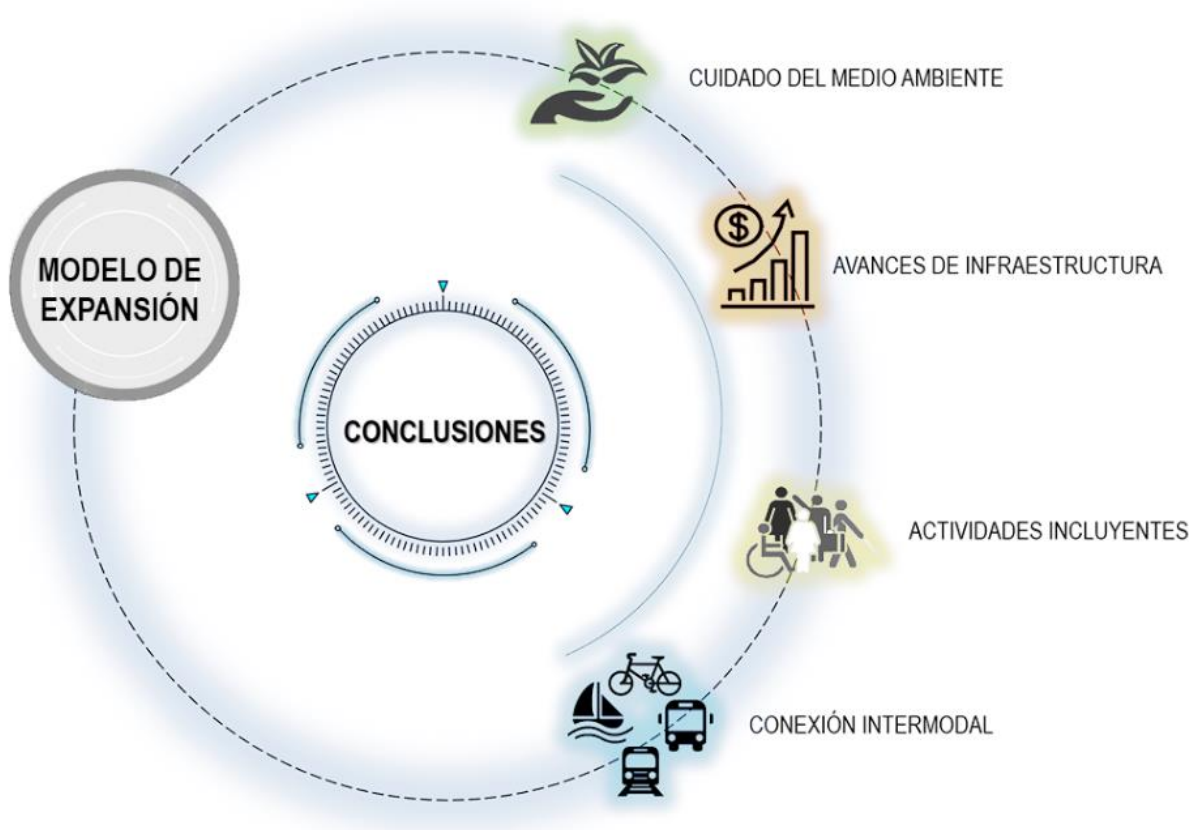 CUIDADO DEL MEDIO AMBIENTE
$
AVANCES DE INFRAESTRUCTURA
MODELO DE
EXPANSIÓN
CONCLUSIONES
ACTIVIDADES INCLUYENTES
CONEXIÓN INTERMODAL